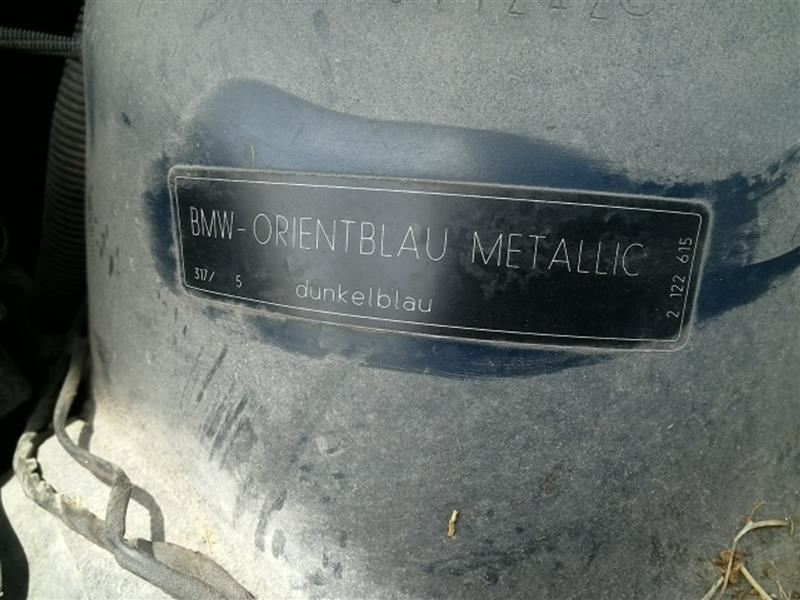 BMW-ORIENTBLAU METALLIC
317/ 5 dunkelblau
2 122 615